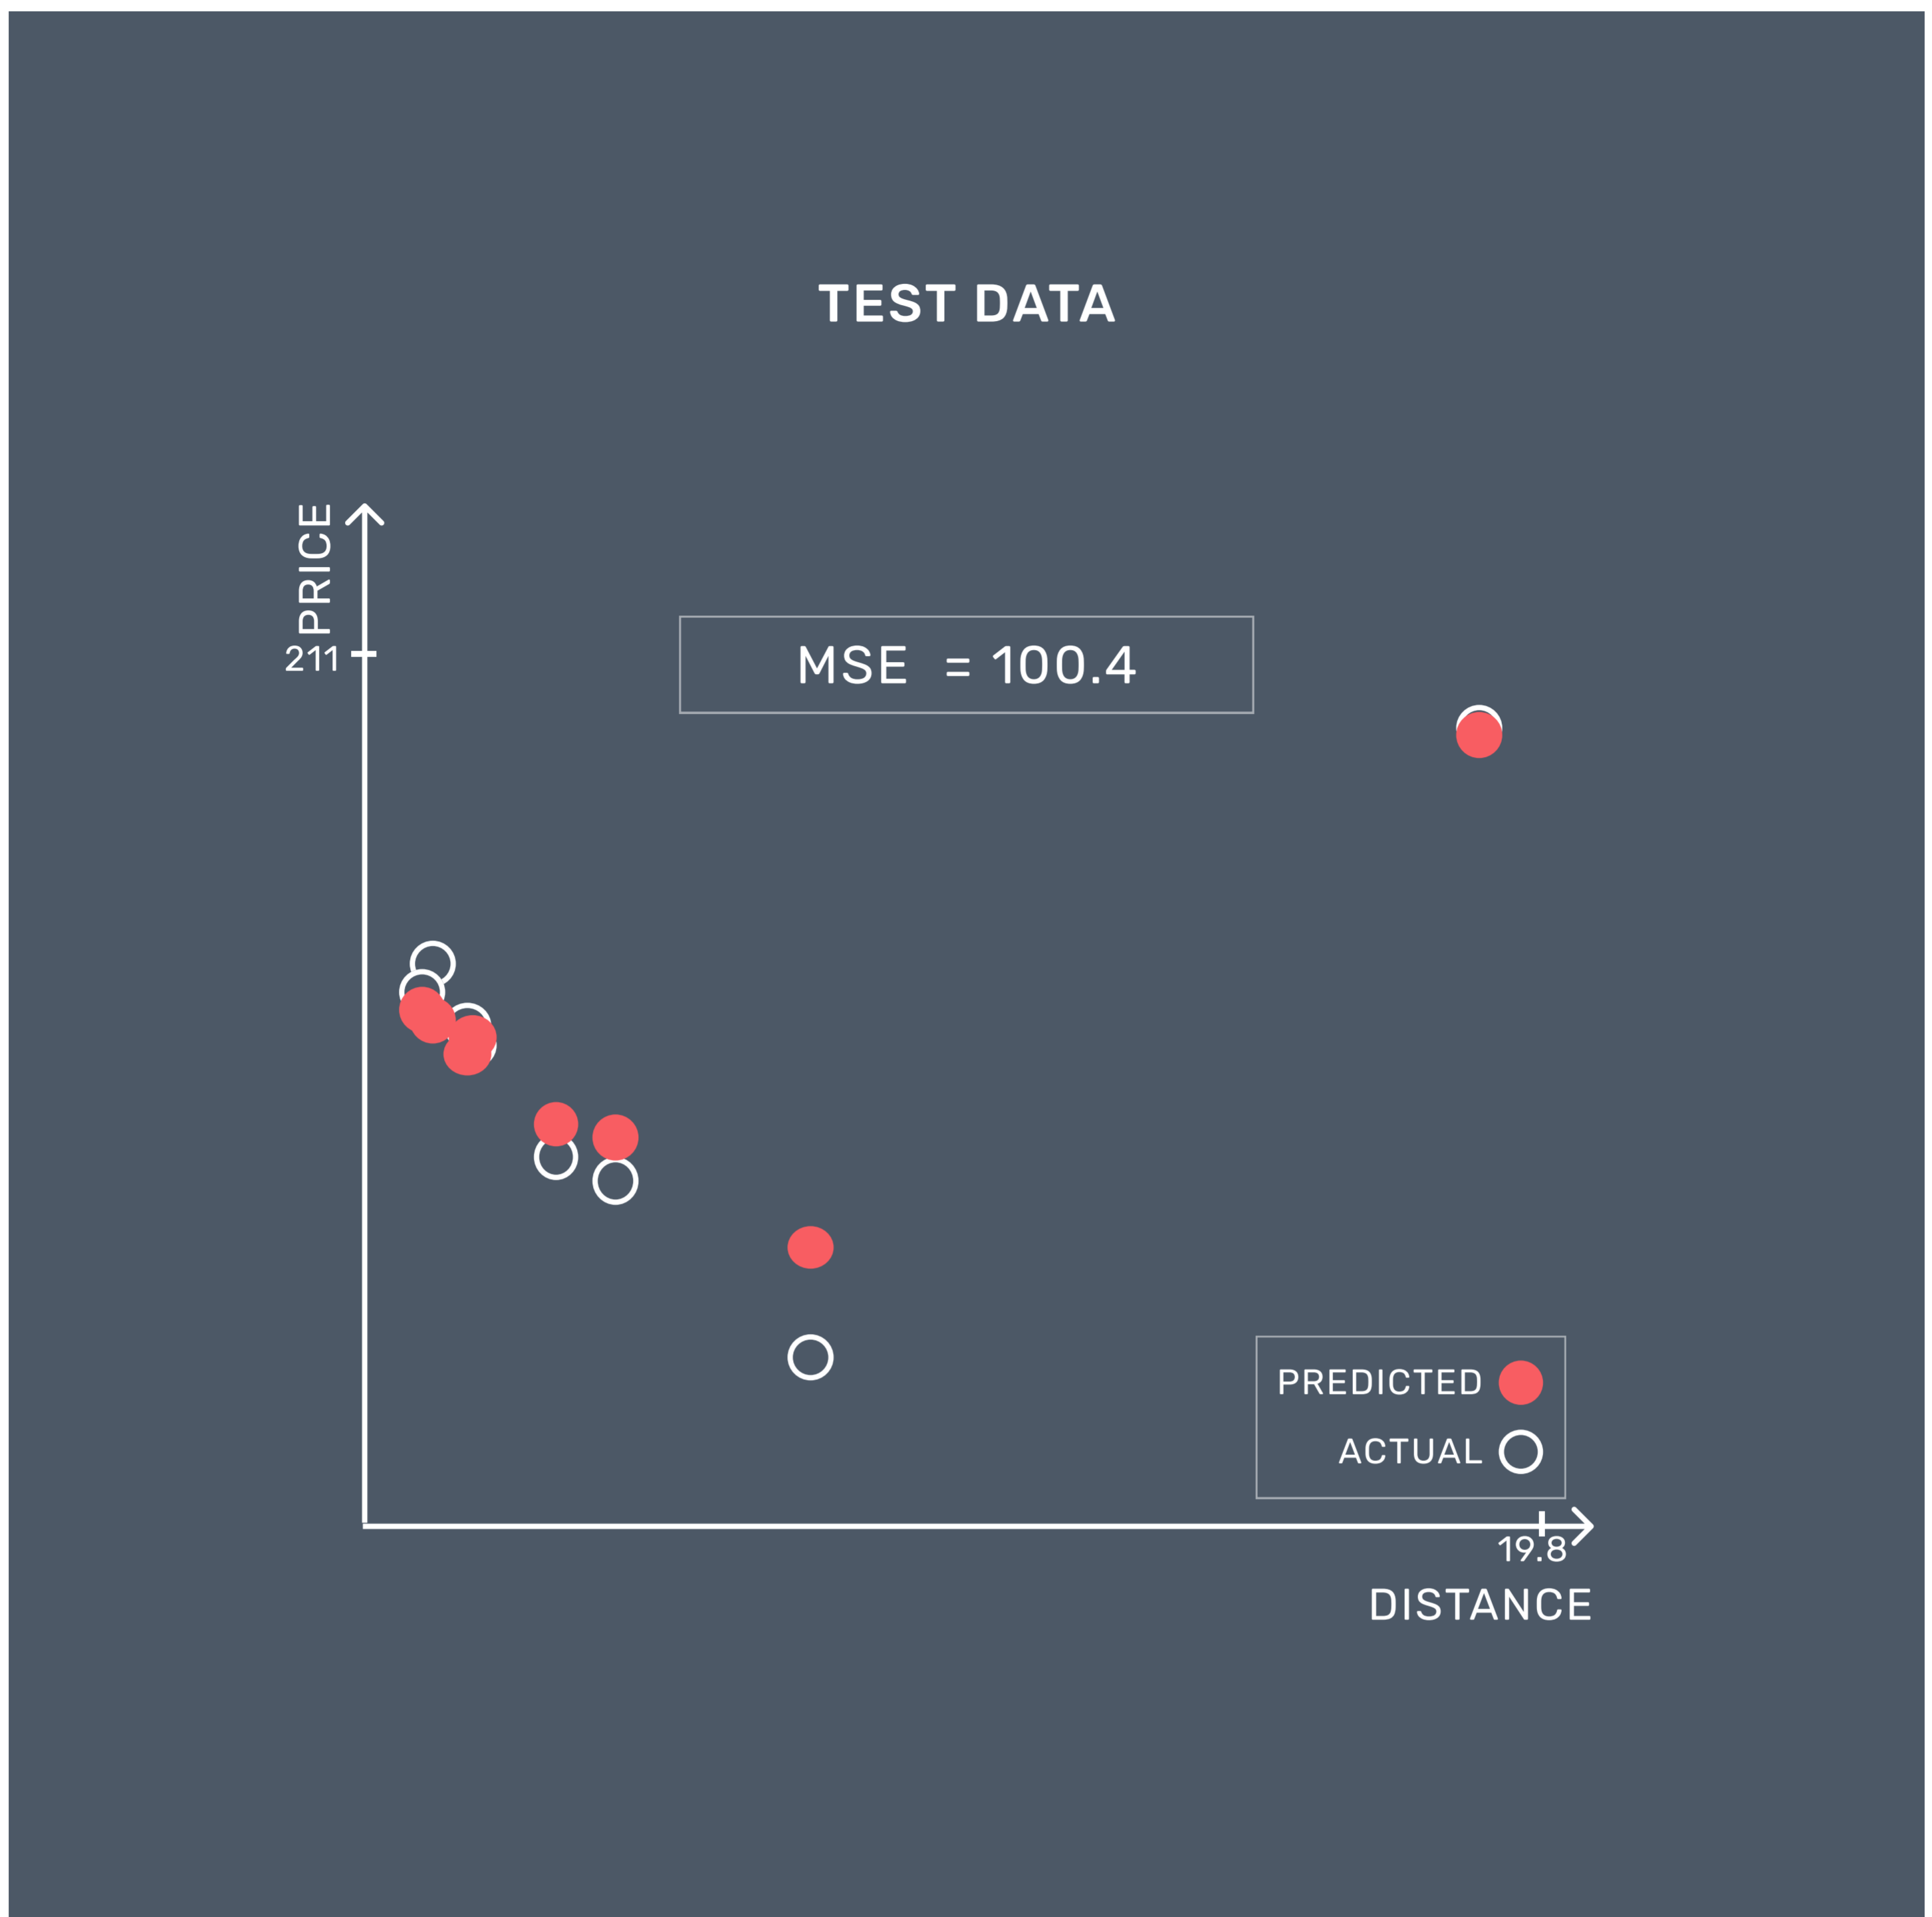 TEST DATA
PRICE
211
MSE = 100.4
PREDICTED
ACTUAL
19.8
DISTANCE